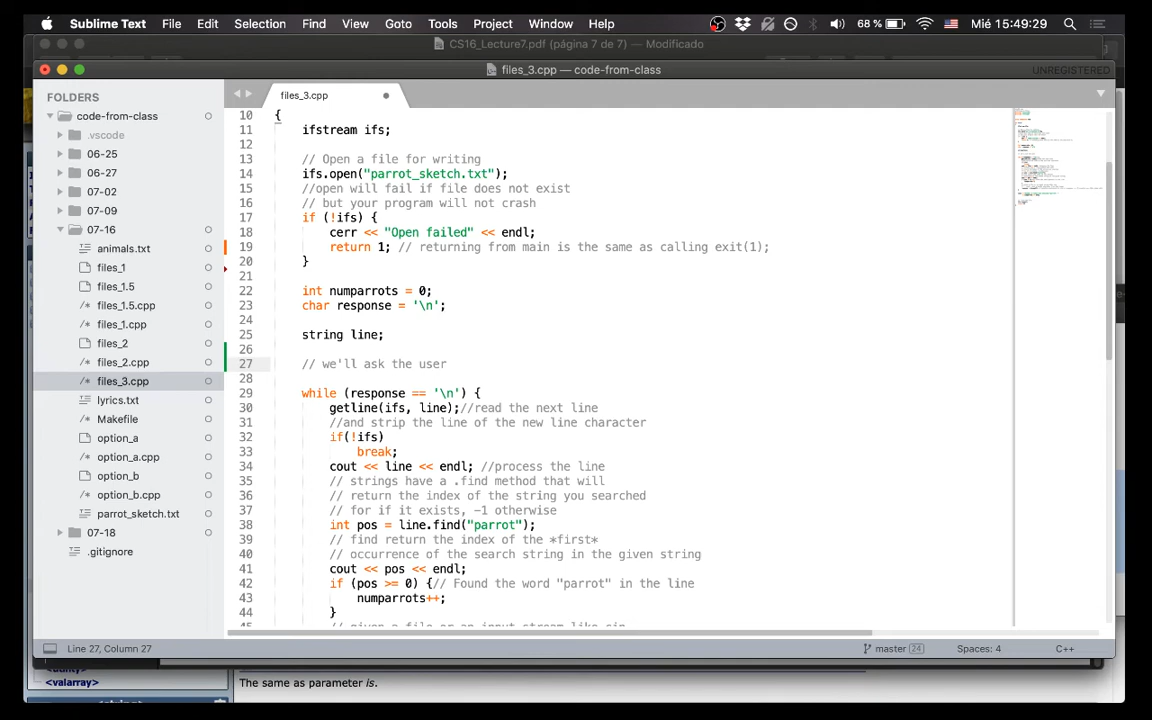 Sublime Text File Edit Selection Find View Goto Tools Project Window Help 68 % Mié 15:49:29
CS16_Lecture7.pdf (página 7 de 7) — Modificado
files_3.cpp — code-from-class
UNREGISTERED
FOLDERS
code-from-class
.vscode
06-25
06-27
07-02
07-09
07-16
animals.txt
files_1
files_1.5
files_1.5.cpp
files_1.cpp
files_2
files_2.cpp
files_3.cpp
lyrics.txt
Makefile
option_a
option_a.cpp
option_b
option_b.cpp
parrot_sketch.txt
07-18
.gitignore
files_3.cpp
10 {
11 ifstream ifs;
12
13 // Open a file for writing
14 ifs.open("parrot_sketch.txt");
15 //open will fail if file does not exist
16 // but your program will not crash
17 if (!ifs) {
18 cerr << "Open failed" << endl;
19 return 1; // returning from main is the same as calling exit(1);
20 }
21
22 int numparrots = 0;
23 char response = '\n';
24
25 string line;
26
27 // we'll ask the user
28
29 while (response == '\n') {
30 getline(ifs, line);//read the next line
31 //and strip the line of the new line character
32 if(!ifs)
33 break;
34 cout << line << endl; //process the line
35 // strings have a .find method that will
36 // return the index of the string you searched
37 // for if it exists, -1 otherwise
38 int pos = line.find("parrot");
39 // find return the index of the *first*
40 // occurrence of the search string in the given string
41 cout << pos << endl;
42 if (pos >= 0) {// Found the word "parrot" in the line
43 numparrots++;
44 }
Line 27, Column 27
master 24
Spaces: 4
C++
<valarray>
The same as parameter is.